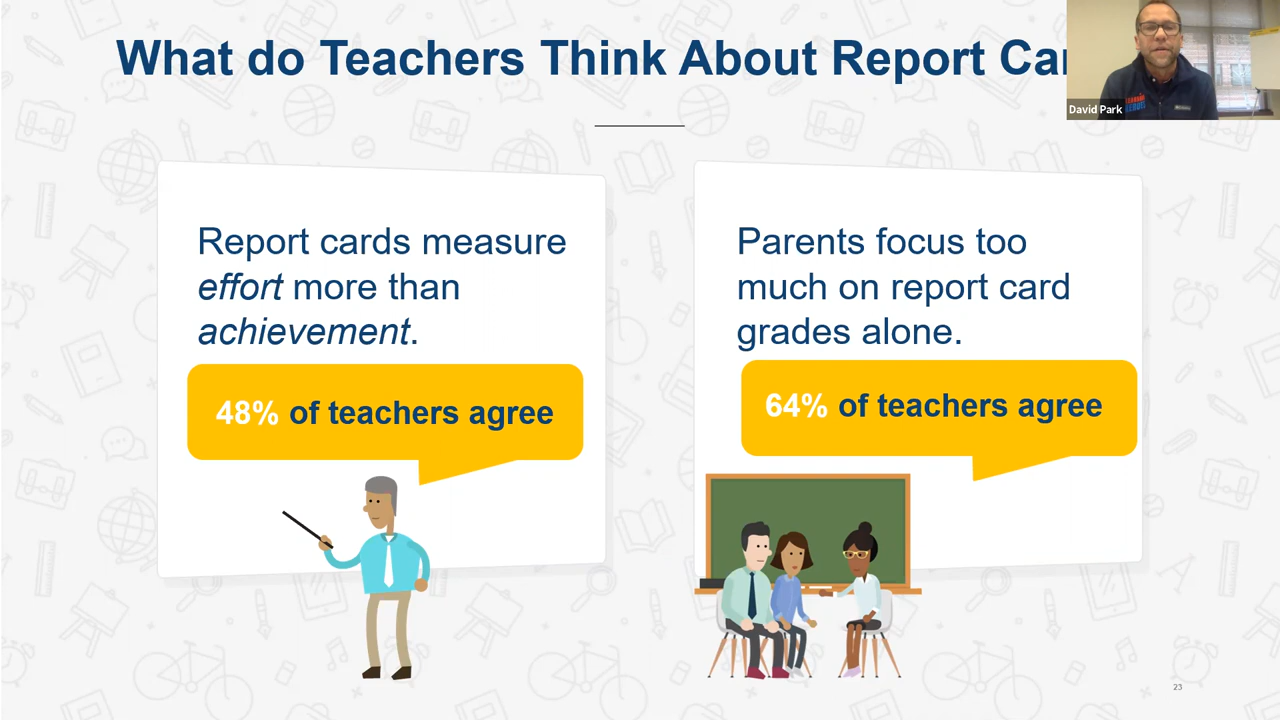 What do Teachers Think About Report Car
David Park
Report cards measure
effort more than
achievement.
48% of teachers agree
Parents focus too
much on report card
grades alone.
64% of teachers agree
23